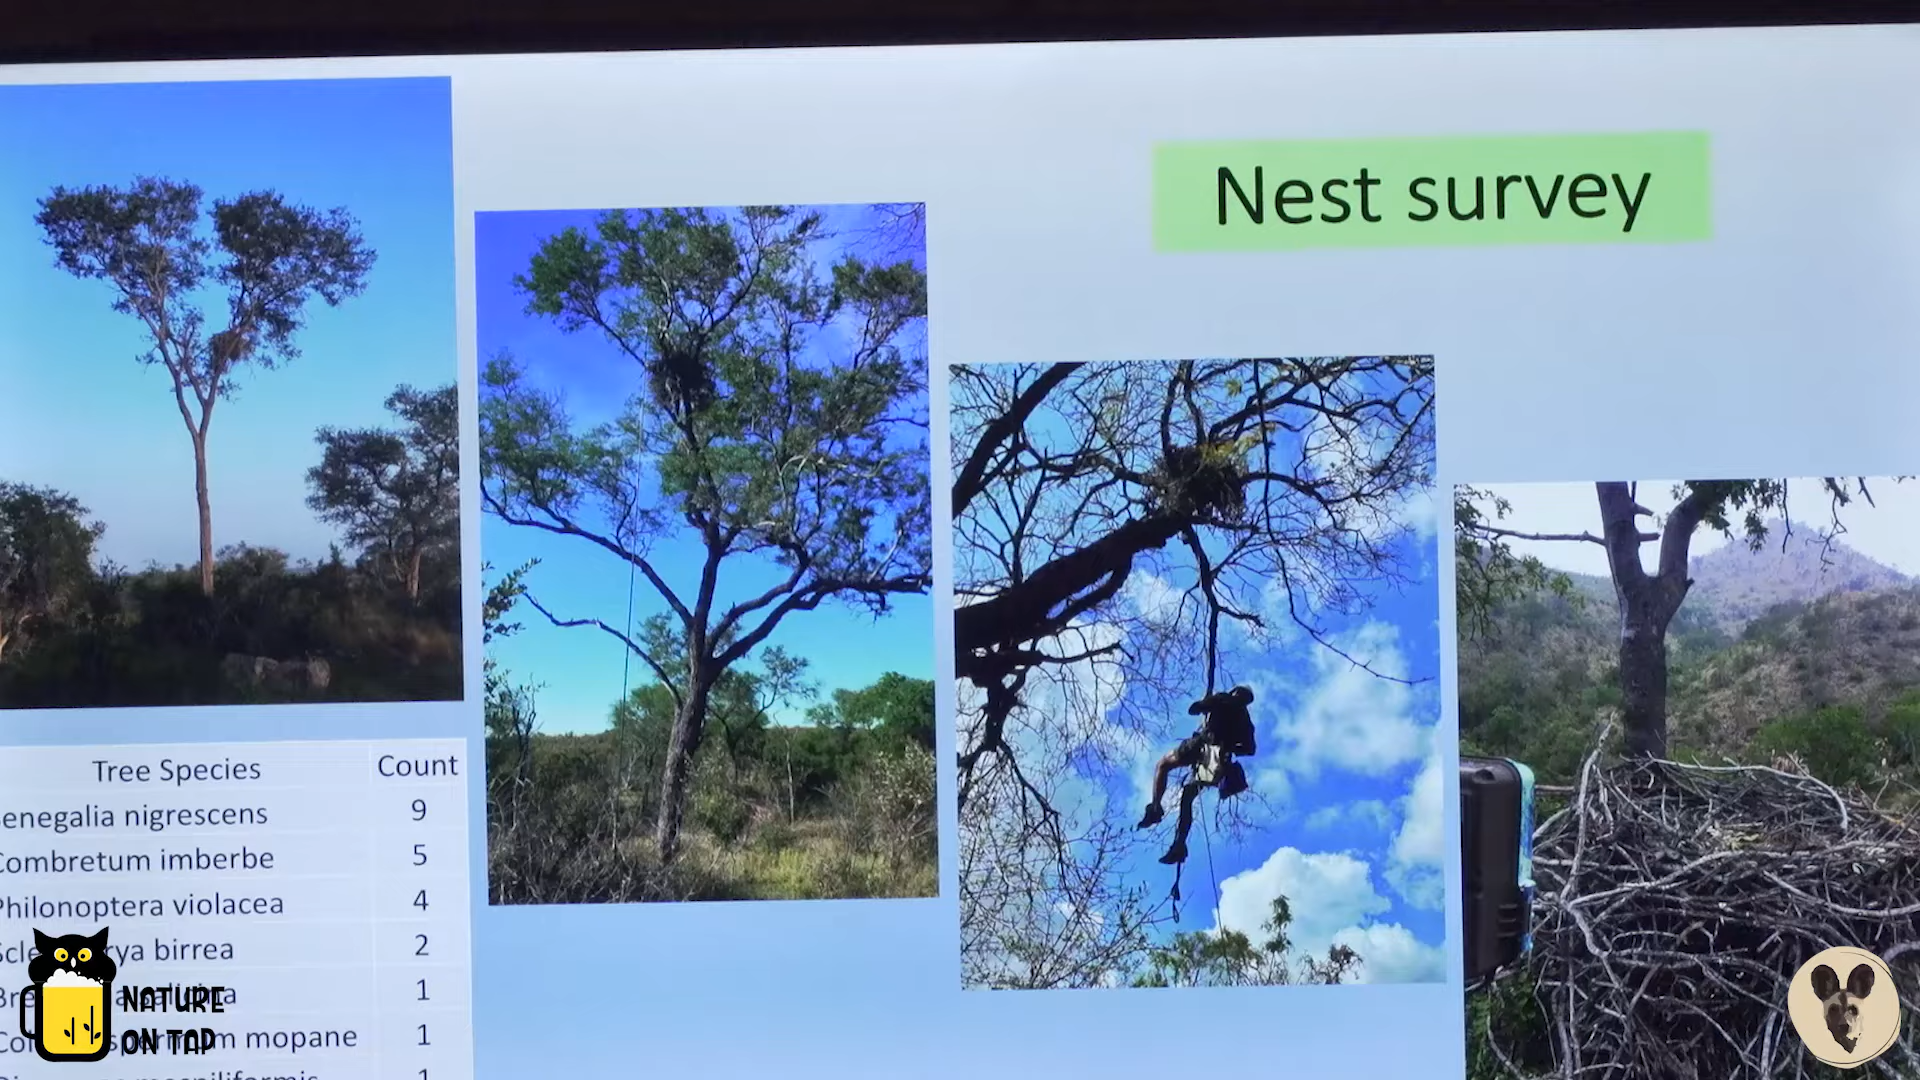 Nest survey
Tree Species Count
enegalia nigrescens 9
Combretum imberbe 5
Philonoptera violacea 4
birrea 2
1
mopane 1
1
NATURE
ON TAP